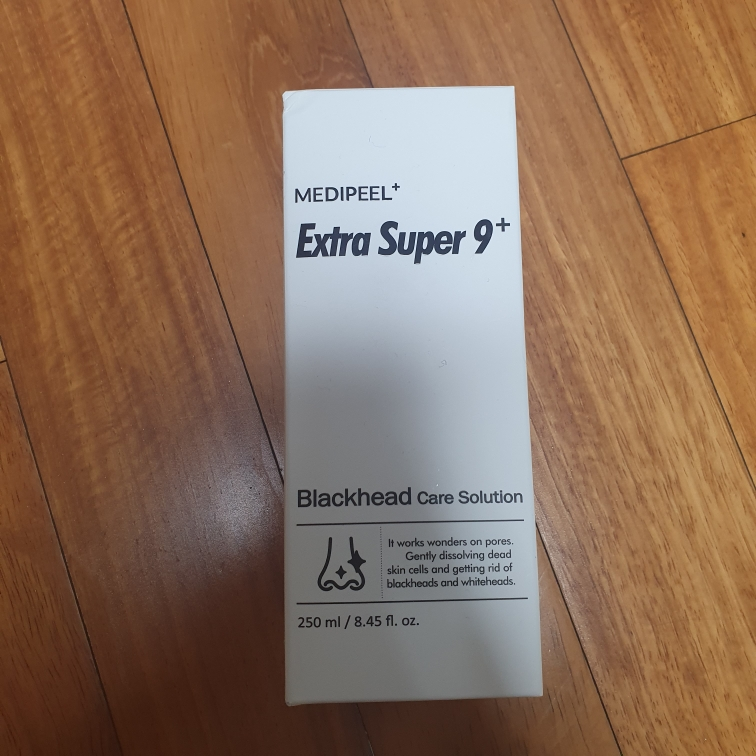 MEDIPEEL+
Extra Super 9+
Blackhead Care Solution
It works wonders on pores.
Gently dissolving dead
skin cells and getting rid of
blackheads and whiteheads.
250 ml / 8.45 fl. oz.